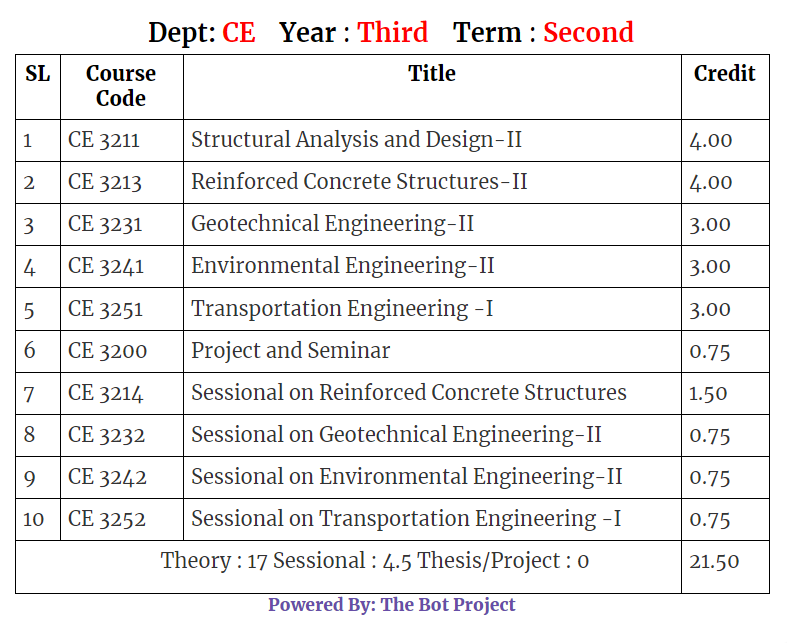 Dept: CE Year : Third Term : Second
SL Course Code Title Credit
1 CE 3211 Structural Analysis and Design-II 4.00
2 CE 3213 Reinforced Concrete Structures-II 4.00
3 CE 3231 Geotechnical Engineering-II 3.00
4 CE 3241 Environmental Engineering-II 3.00
5 CE 3251 Transportation Engineering -I 3.00
6 CE 3200 Project and Seminar 0.75
7 CE 3214 Sessional on Reinforced Concrete Structures 1.50
8 CE 3232 Sessional on Geotechnical Engineering-II 0.75
9 CE 3242 Sessional on Environmental Engineering-II 0.75
10 CE 3252 Sessional on Transportation Engineering -I 0.75
Theory : 17 Sessional : 4.5 Thesis/Project : 0 21.50
Powered By: The Bot Project